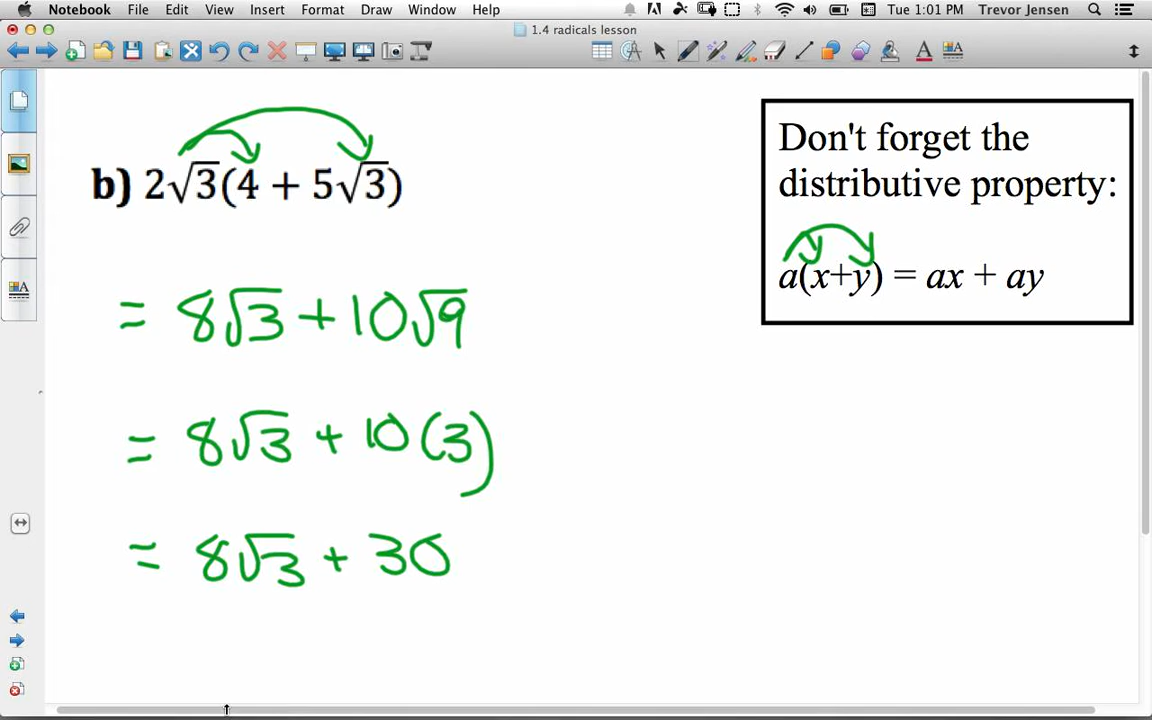 Notebook File Edit View Insert Format Draw Window Help Tue 1:01 PM Trevor Jensen
1.4 radicals lesson
b) 2√3(4 + 5√3)
= 8√3 + 10√9
= 8√3 + 10(3)
= 8√3 + 30
Don't forget the
distributive property:
a(x+y) = ax + ay